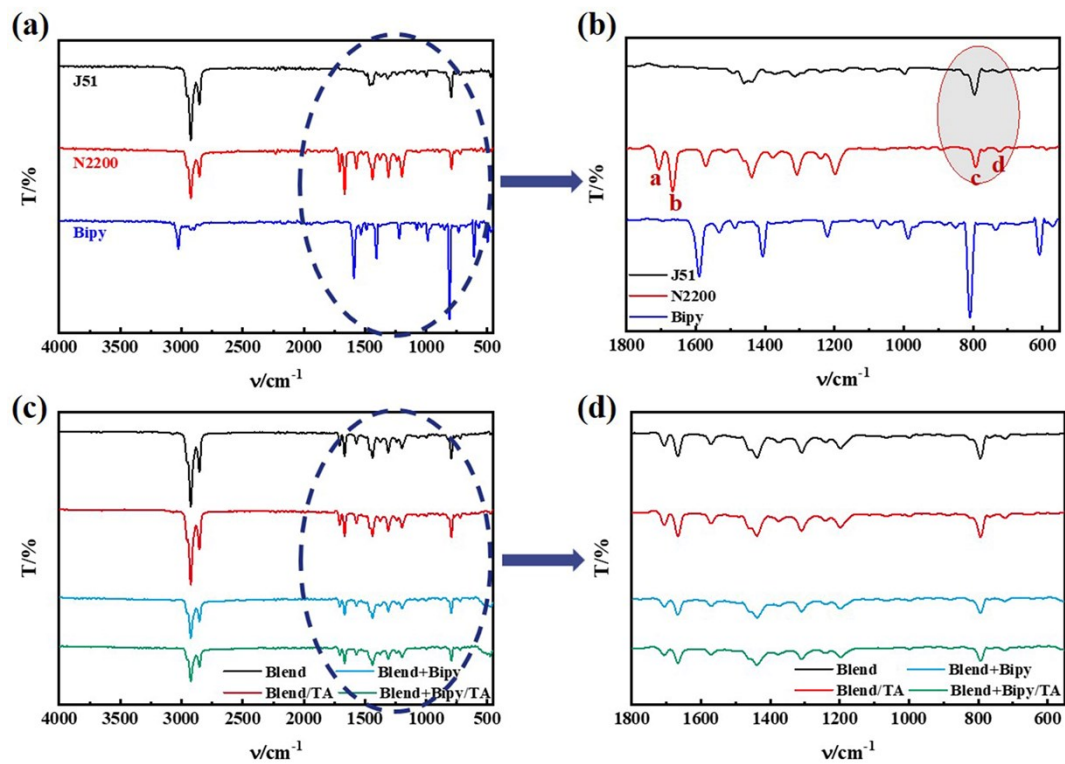 (a)
J51
N2200
Bipy
T/%
4000 3500 3000 2500 2000 1500 1000 500
ν/cm-1
(b)
a
b
c
d
J51
N2200
Bipy
T/%
1800 1600 1400 1200 1000 800 600
ν/cm-1
(c)
T/%
Blend Blend+Bipy
Blend/TA Blend+Bipy/TA
4000 3500 3000 2500 2000 1500 1000 500
ν/cm-1
(d)
T/%
Blend Blend+Bipy
Blend/TA Blend+Bipy/TA
1800 1600 1400 1200 1000 800 600
ν/cm-1